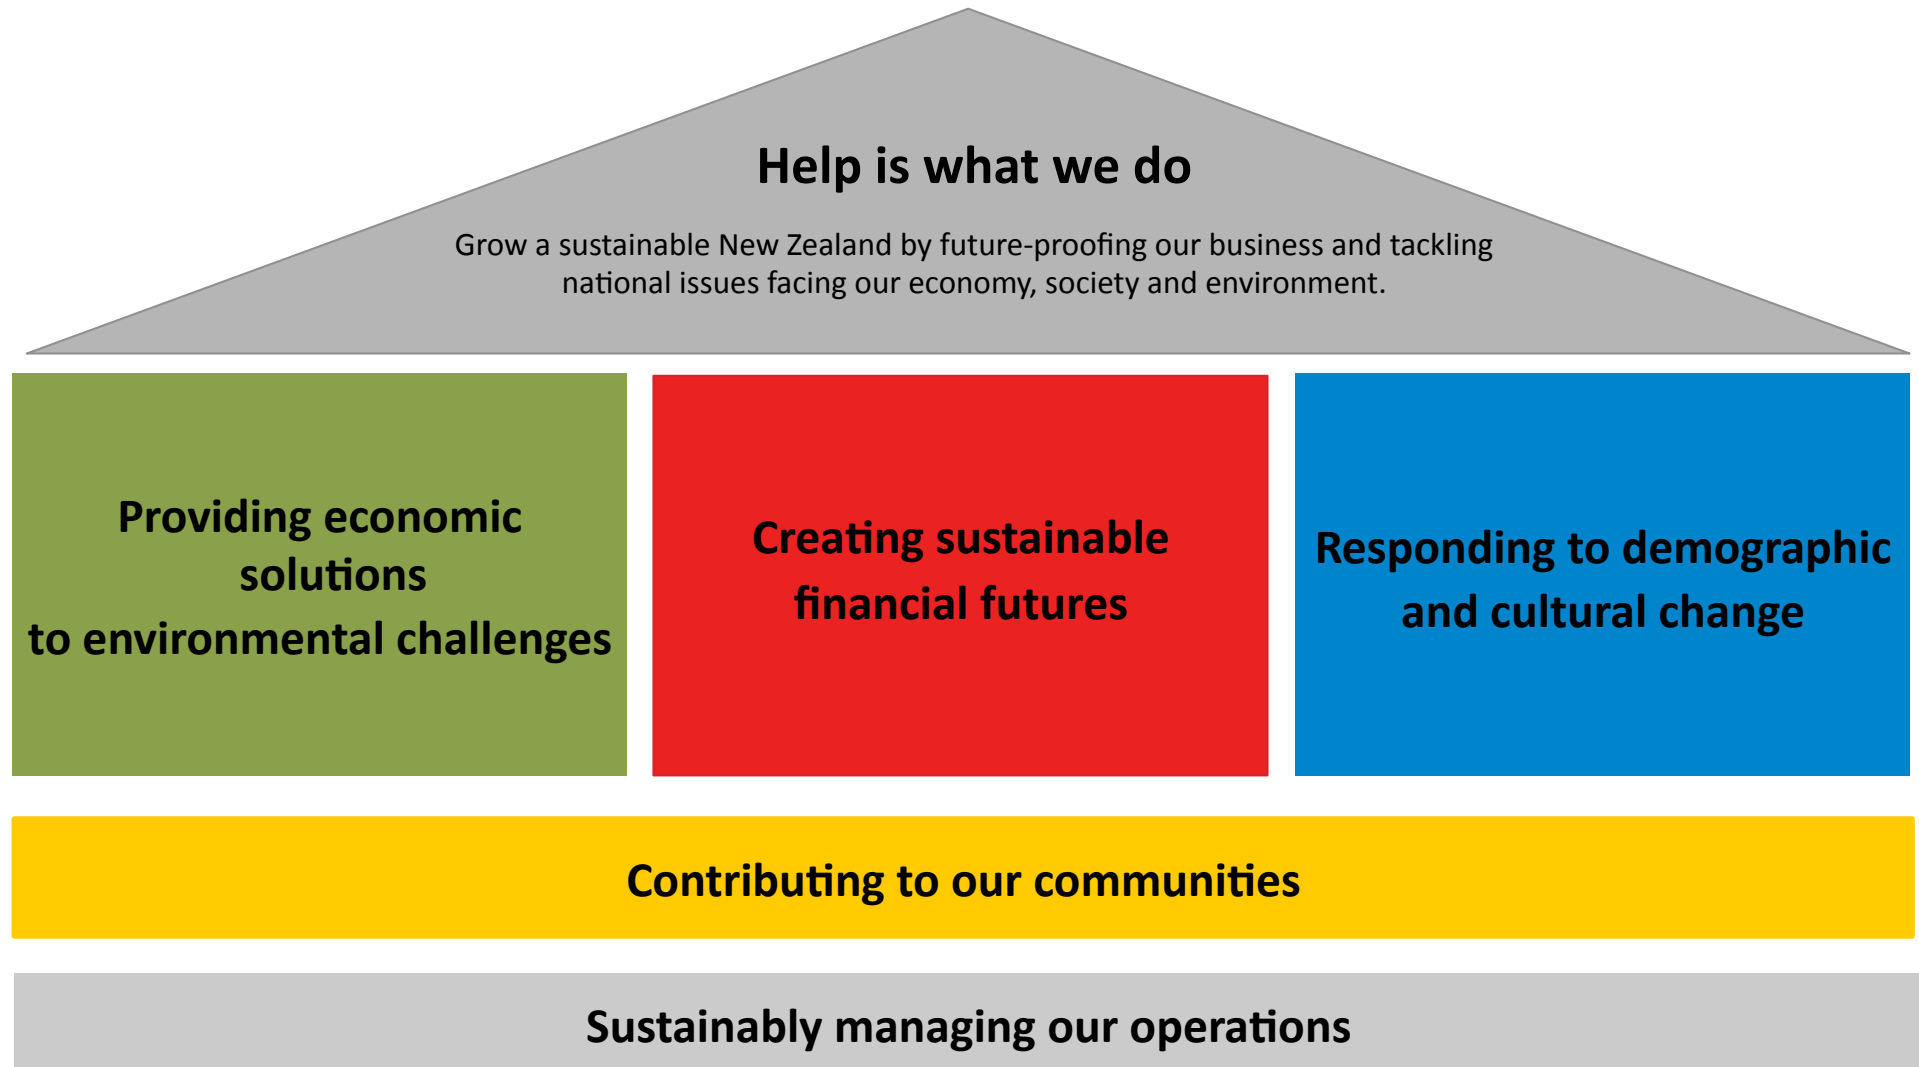 Help is what we do
Grow a sustainable New Zealand by future-proofing our business and tackling
national issues facing our economy, society and environment.
Providing economic
solutions
to environmental challenges
Creating sustainable
financial futures
Responding to demographic
and cultural change
Contributing to our communities
Sustainably managing our operations